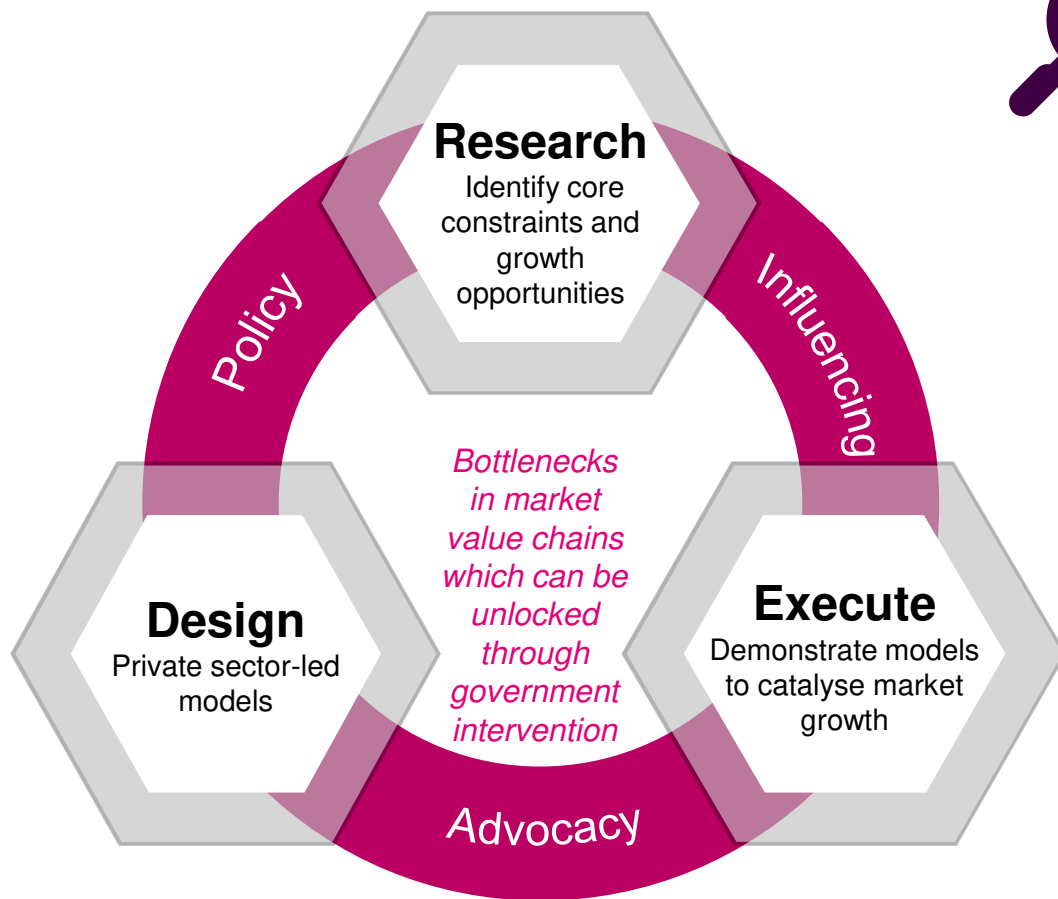 Research
Identify core
constraints and
growth
opportunities
Policy
Influencing
Bottlenecks
in market
value chains
which can be
unlocked
through
government
intervention
Design
Private sector-led
models
Execute
Demonstrate models
to catalyse market
growth
Advocacy